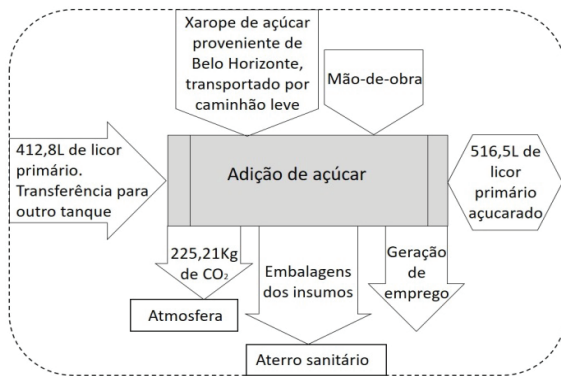 Xarope de açúcar
proveniente de
Belo Horizonte,
transportado por
caminhão leve
Mão-de-obra
412,8L de licor
primário.
Transferência para
outro tanque
Adição de açúcar
516,5L de
licor
primário
açucarado
225,21Kg
de CO₂
Embalagens
dos insumos
Geração
de
emprego
Atmosfera
Aterro sanitário